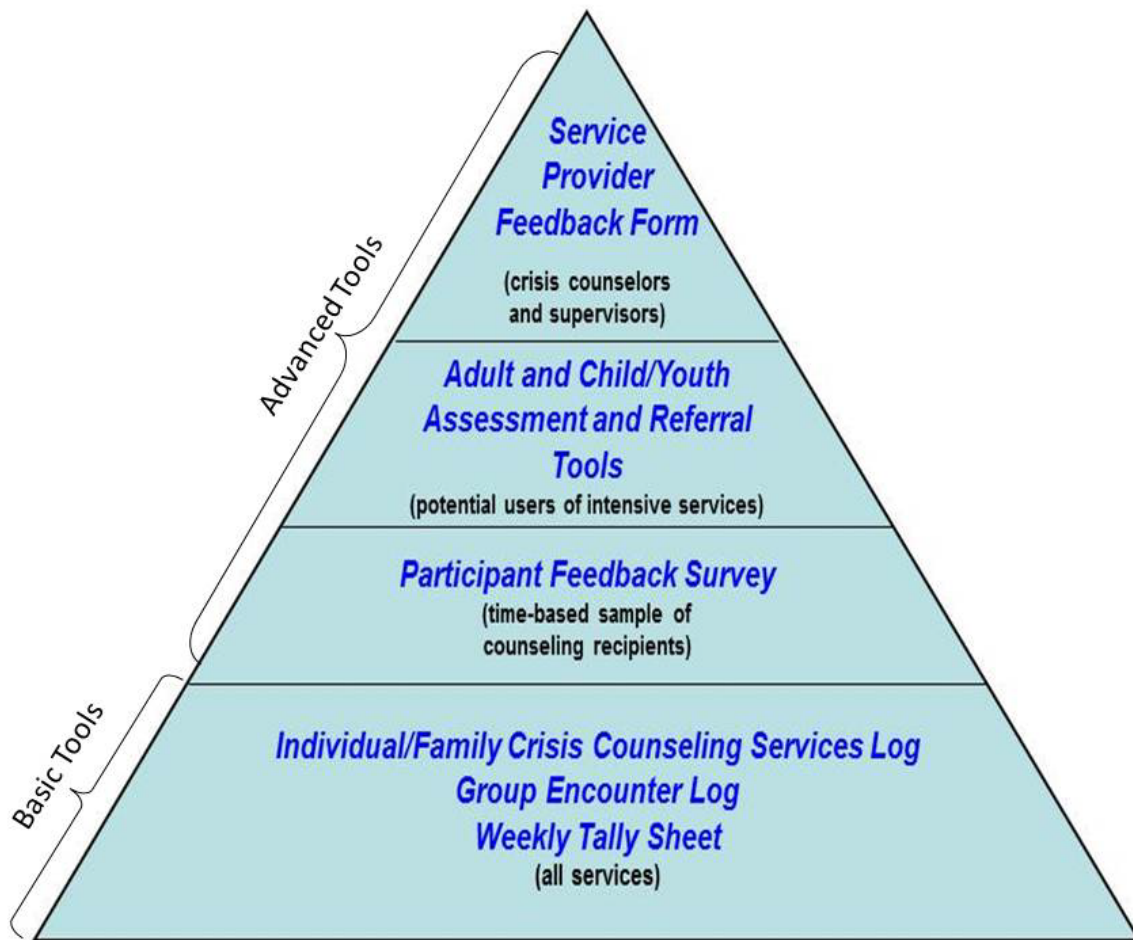 Service
Provider
Feedback Form
(crisis counselors
and supervisors)
Advanced Tools
Adult and Child/Youth
Assessment and Referral
Tools
(potential users of intensive services)
Participant Feedback Survey
(time-based sample of
counseling recipients)
Basic Tools
Individual/Family Crisis Counseling Services Log
Group Encounter Log
Weekly Tally Sheet
(all services)